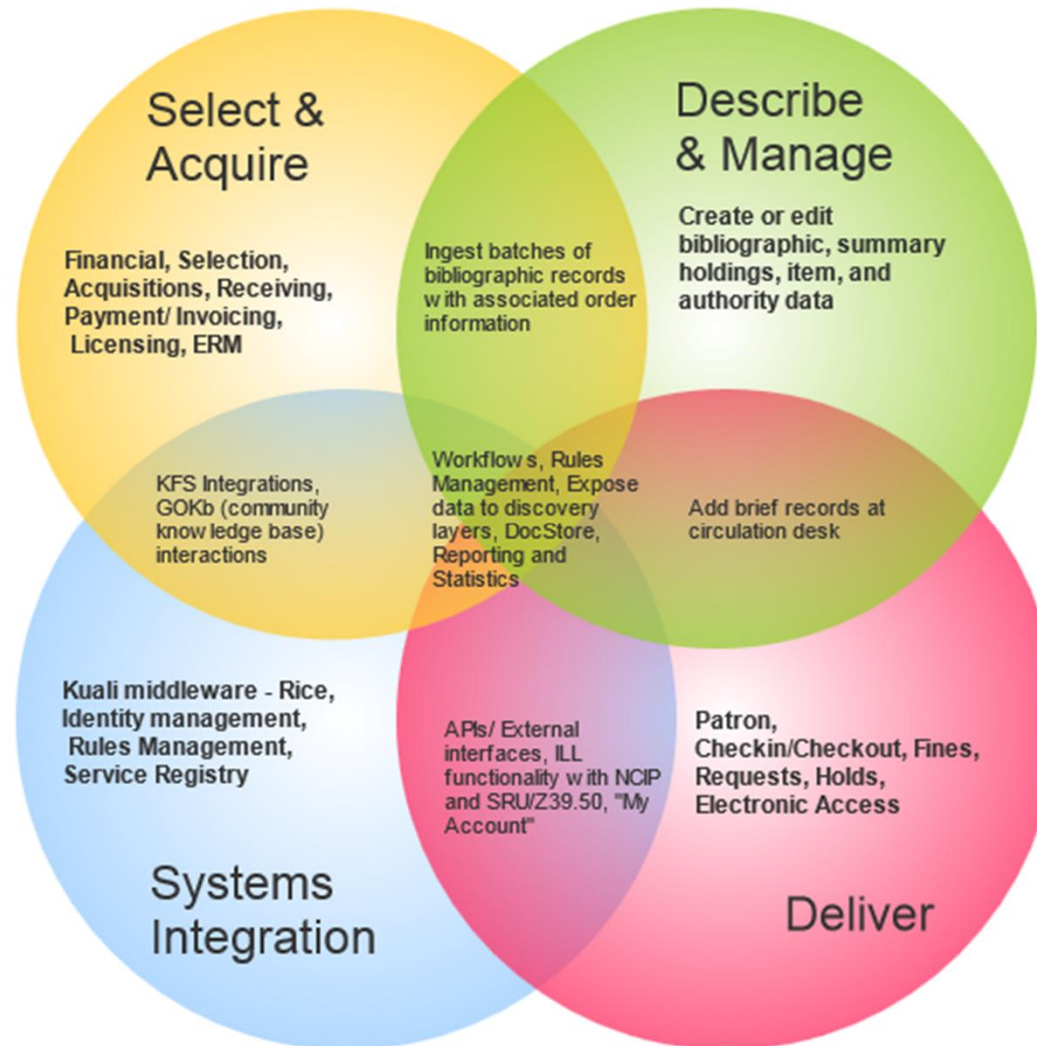 Select &
Acquire
Financial, Selection,
Acquisitions, Receiving,
Payment/ Invoicing,
Licensing, ERM
Ingest batches of
bibliographic records
with associated order
information
Describe
& Manage
Create or edit
bibliographic, summary
holdings, item, and
authority data
KFS Integrations,
GOKb (community
knowledge base)
interactions
Workflows, Rules
Management, Expose
data to discovery
layers, DocStore,
Reporting and
Statistics
Add brief records at
circulation desk
Kuali middleware - Rice,
Identity management,
Rules Management,
Service Registry
Systems
Integration
APIs/ External
interfaces, ILL
functionality with NCIP
and SRU/Z39.50, "My
Account"
Patron,
Checkin/Checkout, Fines,
Requests, Holds,
Electronic Access
Deliver